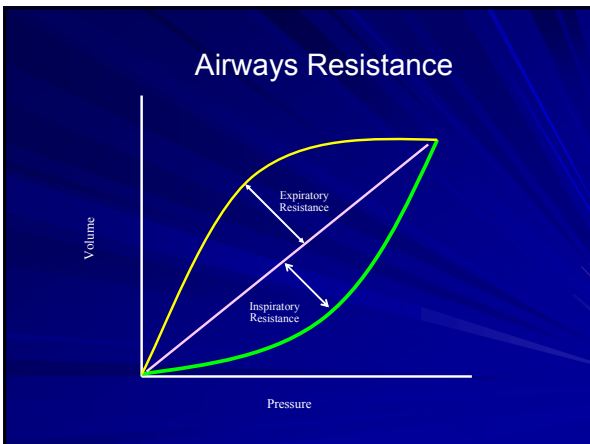 Airways Resistance
Expiratory
Resistance
Volume
Inspiratory
Resistance
Pressure